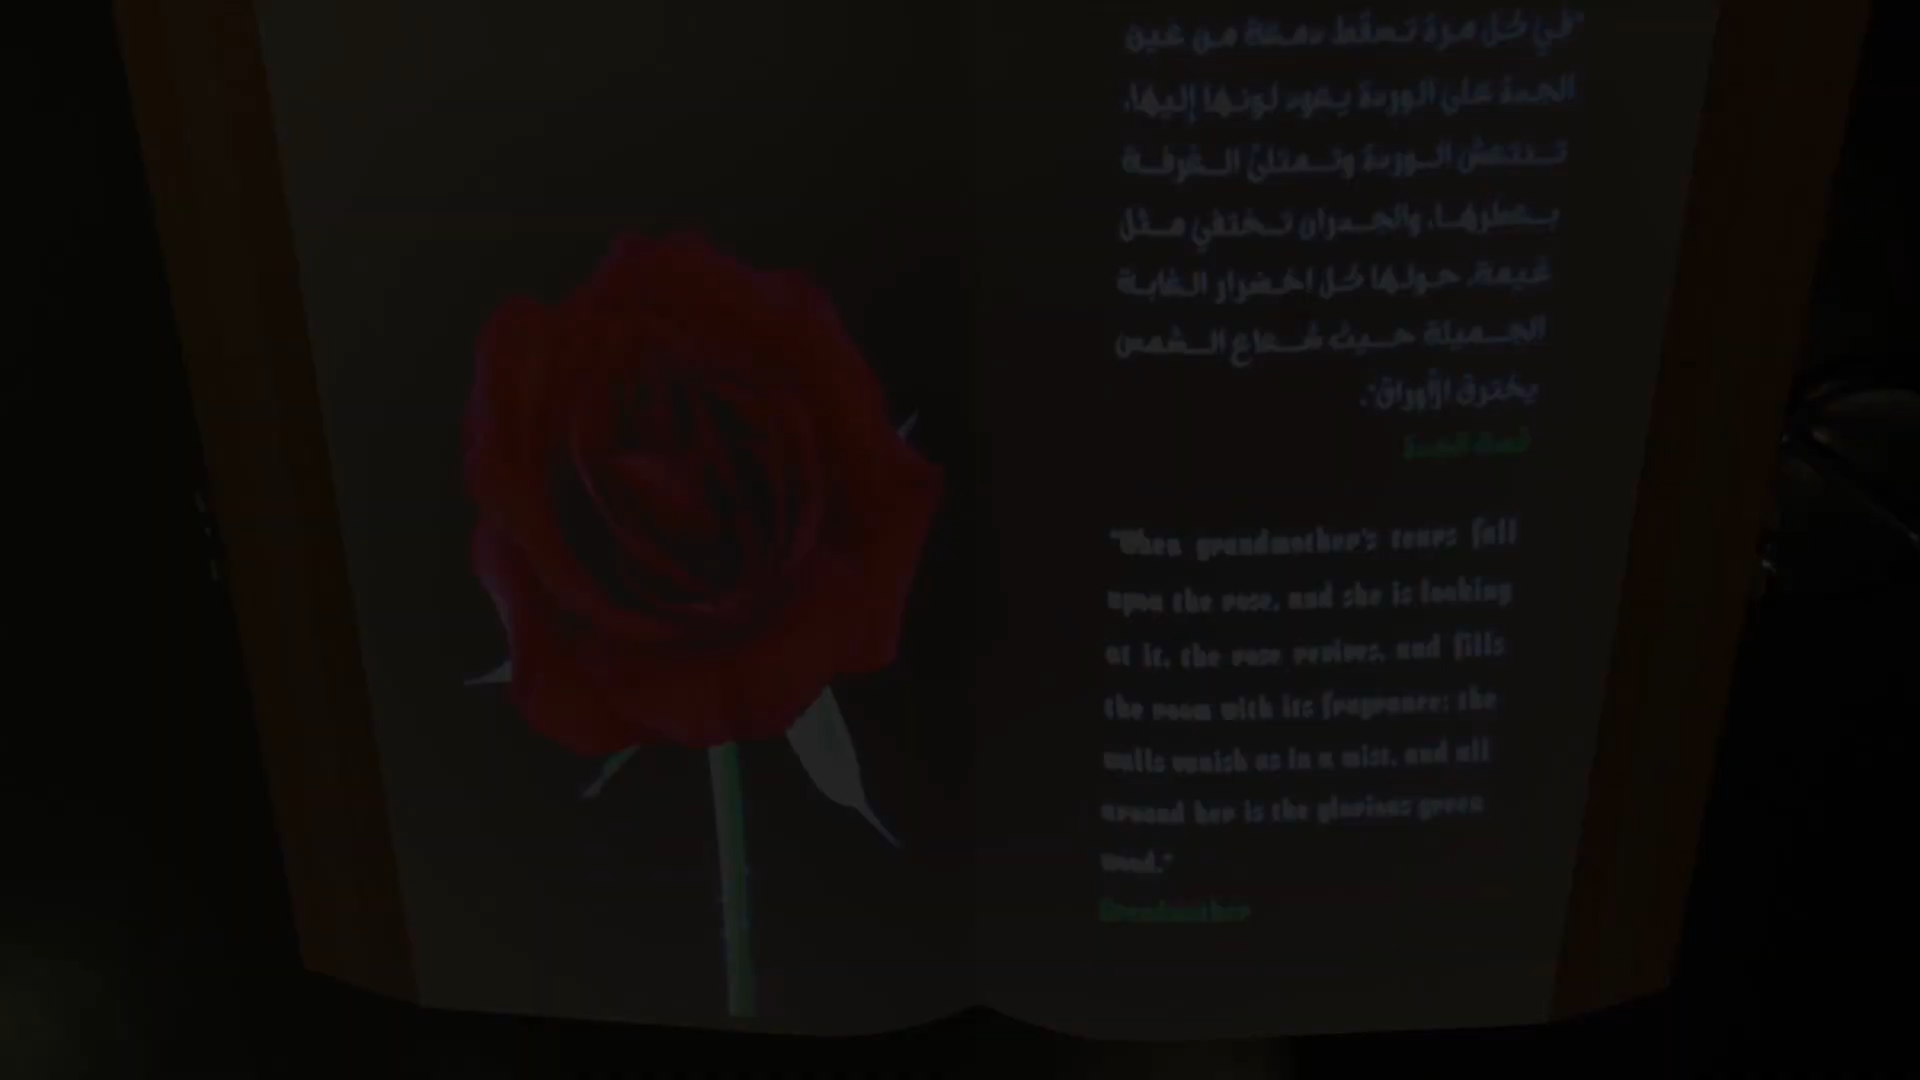 "في كل مرة تسقط دمعة من عين
الجدة على الوردة يعود لونها إليها،
تنتعش الوردة وتمتلئ الغرفة
بعطرها، والجدران تختفي مثل
غيمة، حولها كل اخضرار الغابة
الجميلة حيث شعاع الشمس
يخترق الأوراق".
قصة الجدة
"When grandmother's tears fall
upon the rose, and she is looking
at it, the rose revives, and fills
the room with its fragrance; the
walls vanish as in a mist, and all
around her is the glorious green
wood."
Grandmother